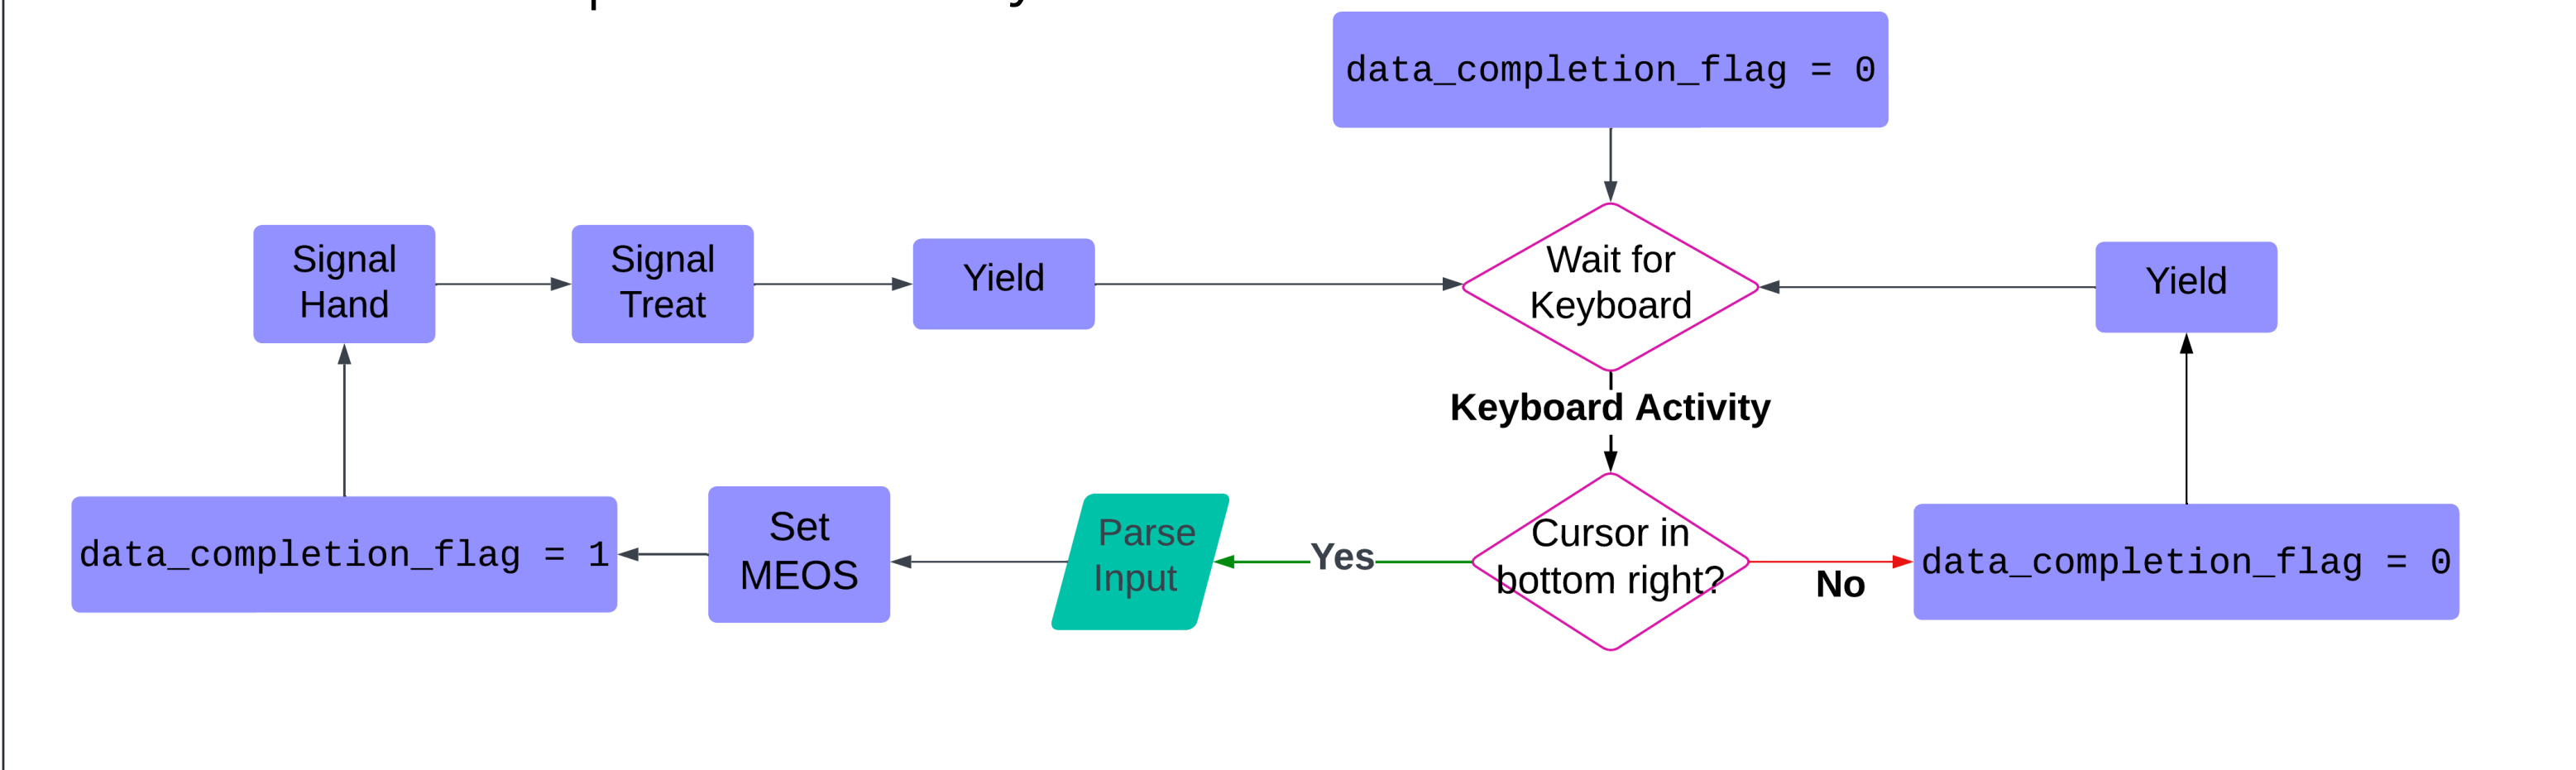 data_completion_flag = 0
Signal
Hand
Signal
Treat
Yield
Wait for
Keyboard
Yield
Keyboard Activity
data_completion_flag = 1
Set
MEOS
Parse
Input
Yes
Cursor in
bottom right?
No
data_completion_flag = 0